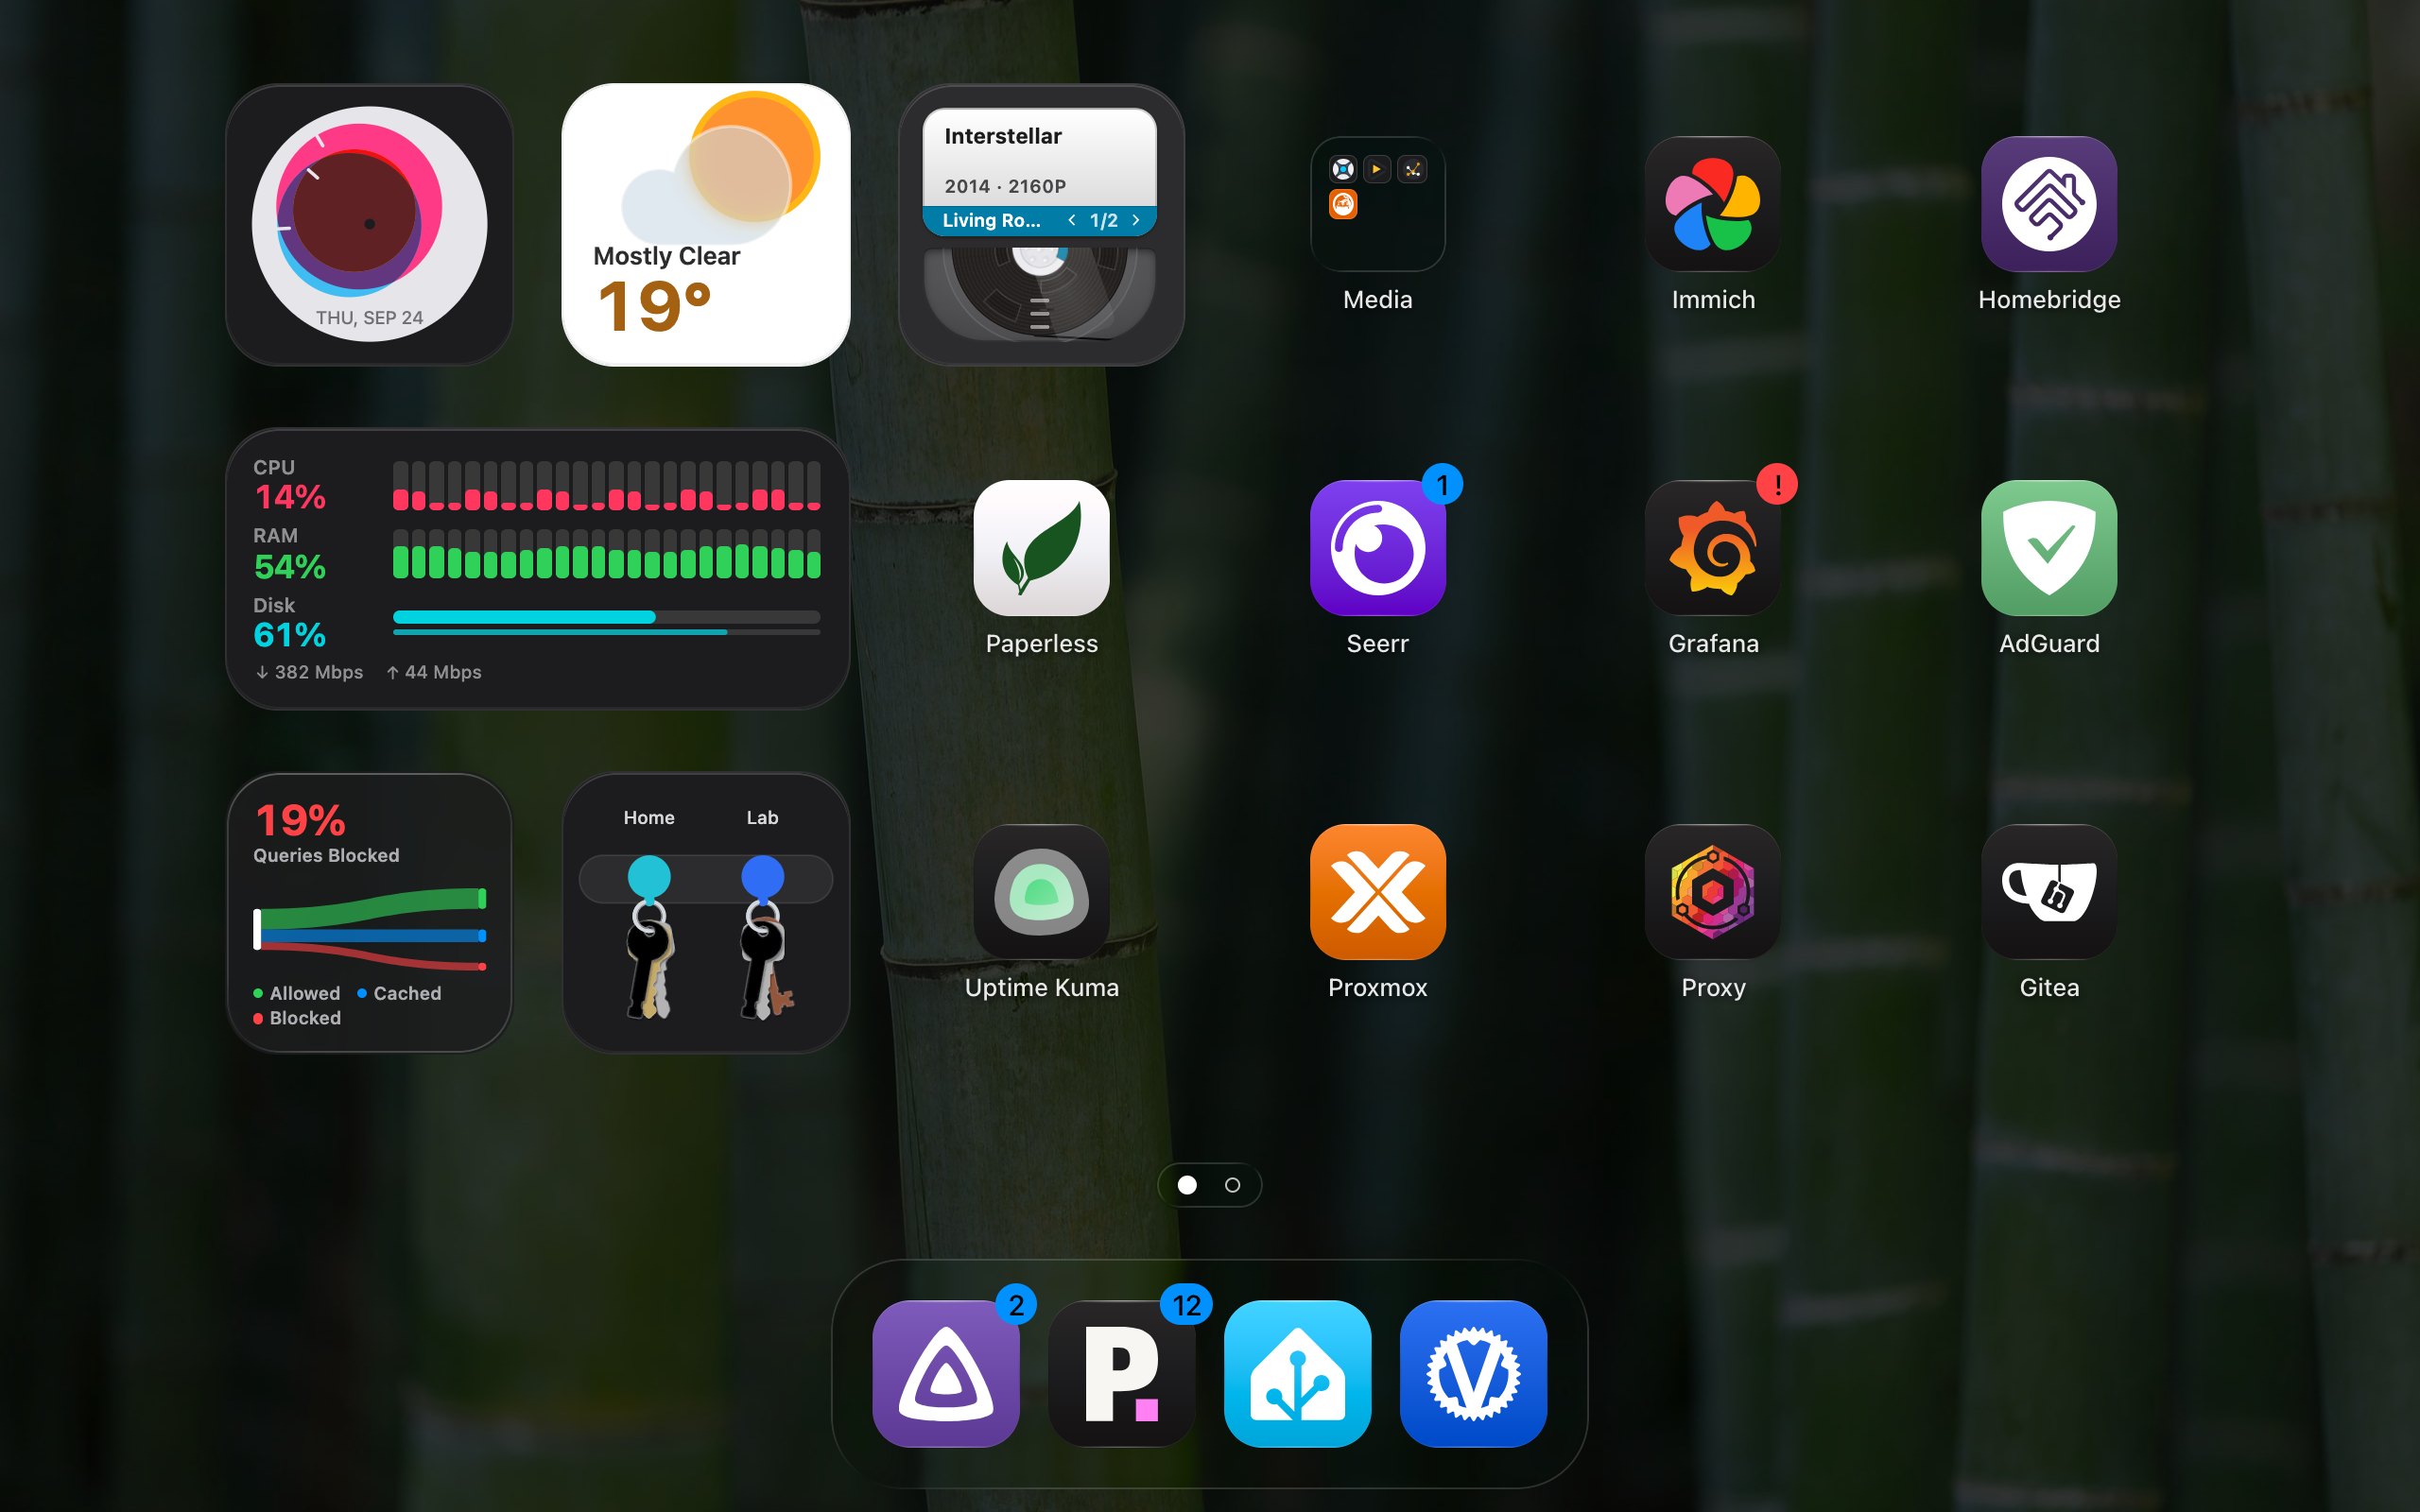 THU, SEP 24
Mostly Clear
19°
Interstellar
2014 · 2160P
Living Ro... < 1/2 >
Media
Immich
Homebridge
CPU
14%
RAM
54%
Disk
61%
↓ 382 Mbps ↑ 44 Mbps
Paperless
1
Seerr
!
Grafana
AdGuard
19%
Queries Blocked
Allowed Cached
Blocked
Home Lab
Uptime Kuma
Proxmox
Proxy
Gitea
2
P.
12
V